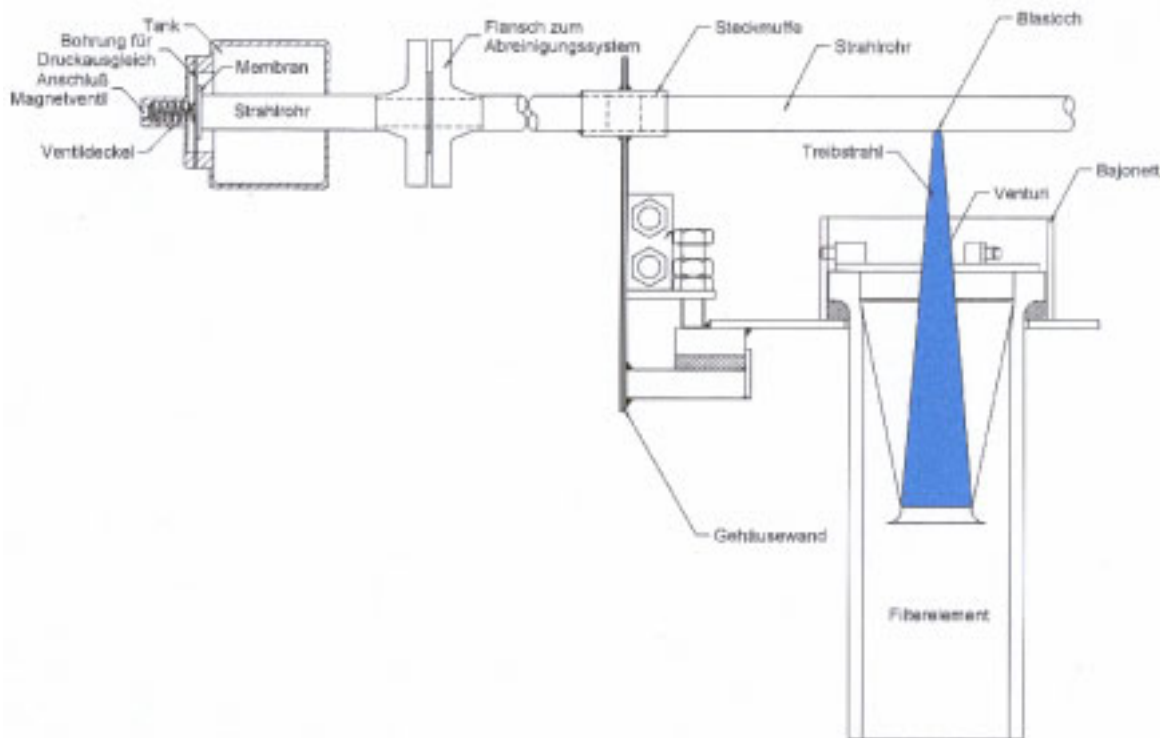 Tank
Bohrung für
Druckausgleich
Anschluß
Magnetventil
Membran
Strahlrohr
Ventildeckel
Flansch zum
Abreinigungssystem
Steckmuffe
Strahlrohr
Blasloch
Treibstrahl
Venturi
Bajonett
Gehäusewand
Filterelement